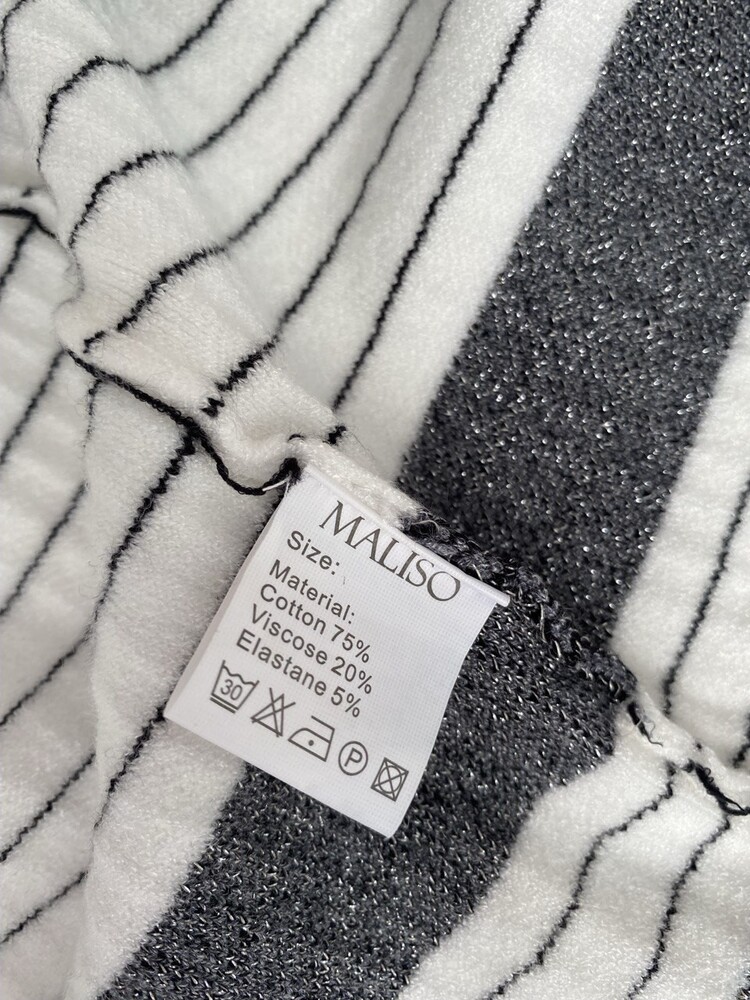 MALISO
Size:
Material:
Cotton 75%
Viscose 20%
Elastane 5%
30 P